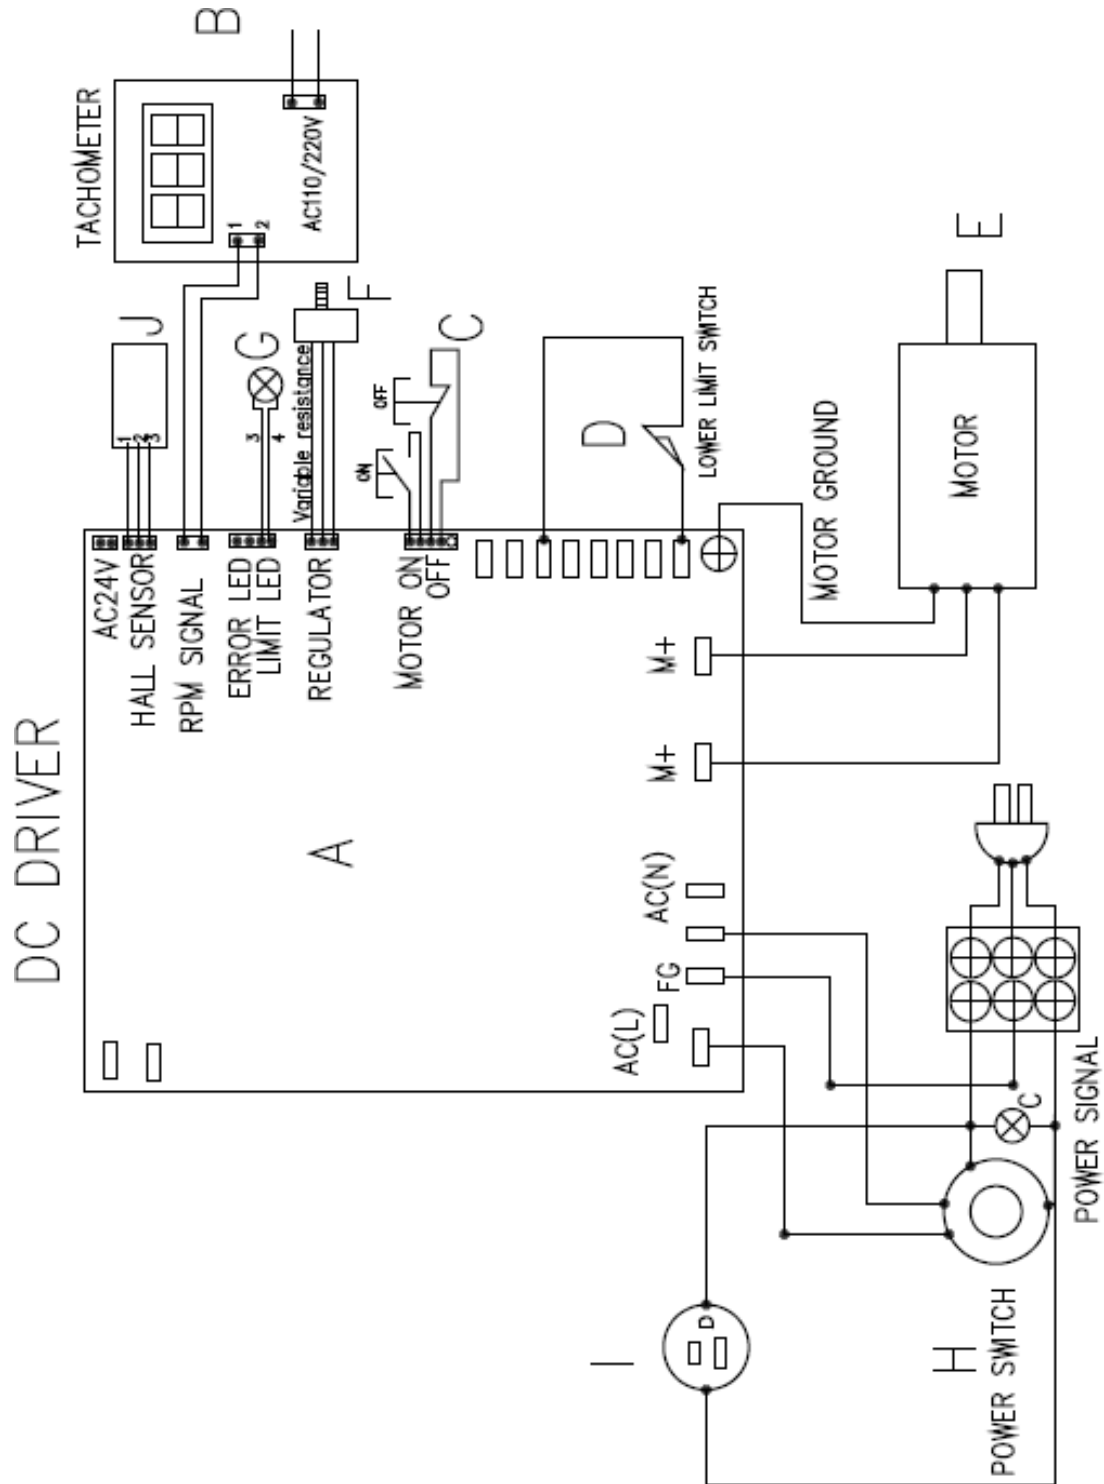 DC DRIVER
A
AC24V
HALL SENSOR
RPM SIGNAL
ERROR LED
LIMIT LED
REGULATOR
MOTOR ON
OFF
TACHOMETER
B
AC110/220V
1
2
J
1
2
3
G
3
4
Variable resistance
F
ON
OFF
C
D
LOWER LIMIT SWITCH
MOTOR GROUND
MOTOR
E
M+
M+
AC(N)
FG
AC(L)
C
POWER SIGNAL
I
D
H
POWER SWITCH